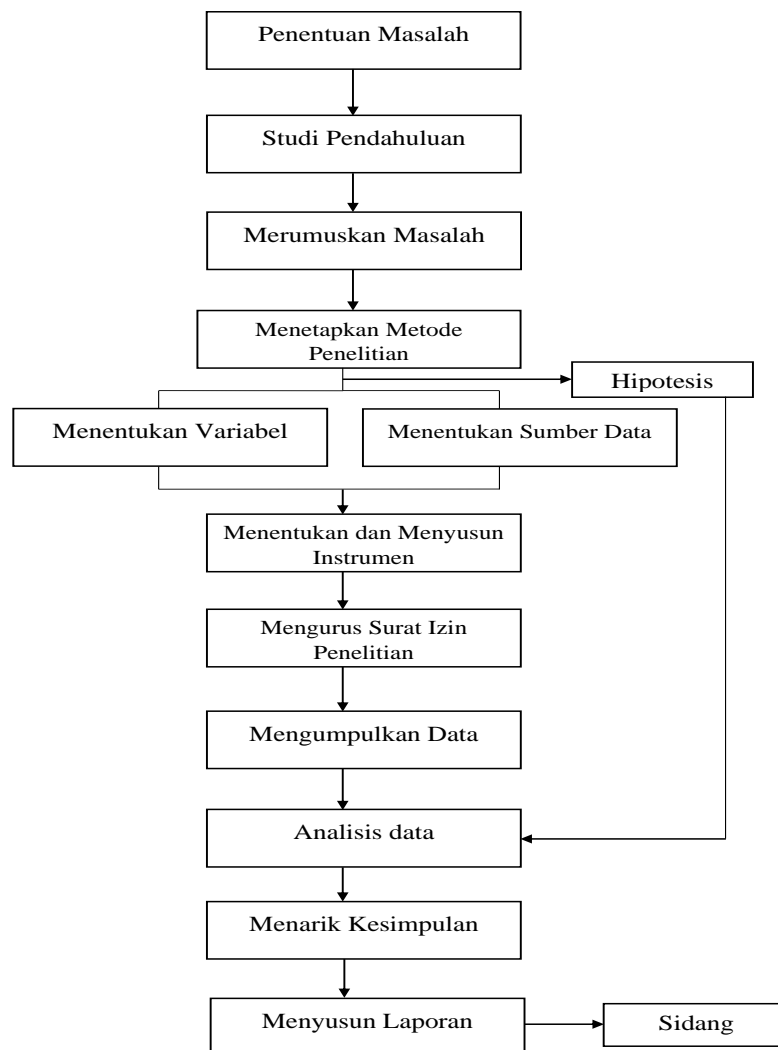 Penentuan Masalah
Studi Pendahuluan
Merumuskan Masalah
Menetapkan Metode
Penelitian
Hipotesis
Menentukan Variabel
Menentukan Sumber Data
Menentukan dan Menyusun
Instrumen
Mengurus Surat Izin
Penelitian
Mengumpulkan Data
Analisis data
Menarik Kesimpulan
Menyusun Laporan
Sidang